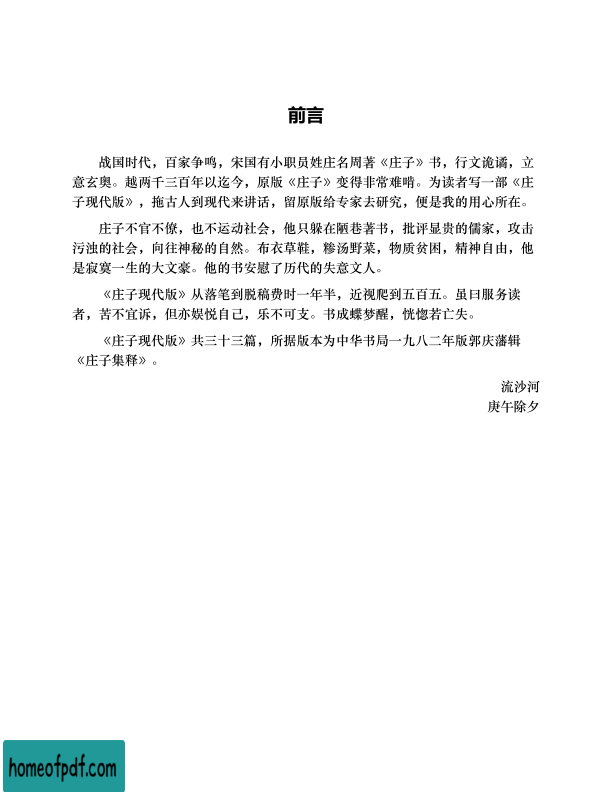 前言
战国时代，百家争鸣，宋国有小职员姓庄名周著《庄子》书，行文诡谲，立
意玄奥。越两千三百年以迄今，原版《庄子》变得非常难啃。为读者写一部《庄
子现代版》，拖古人到现代来讲话，留原版给专家去研究，便是我的用心所在。
庄子不官不僚，也不运动社会，他只躲在陋巷著书，批评显贵的儒家，攻击
污浊的社会，向往神秘的自然。布衣草鞋，糁汤野菜，物质贫困，精神自由，他
是寂寞一生的大文豪。他的书安慰了历代的失意文人。
《庄子现代版》从落笔到脱稿费时一年半，近视爬到五百五。虽曰服务读
者，苦不宜诉，但亦娱悦自己，乐不可支。书成蝶梦醒，恍惚若亡失。
《庄子现代版》共三十三篇，所据版本为中华书局一九八二年版郭庆藩辑
《庄子集释》。
流沙河
庚午除夕
homeofpdf.com